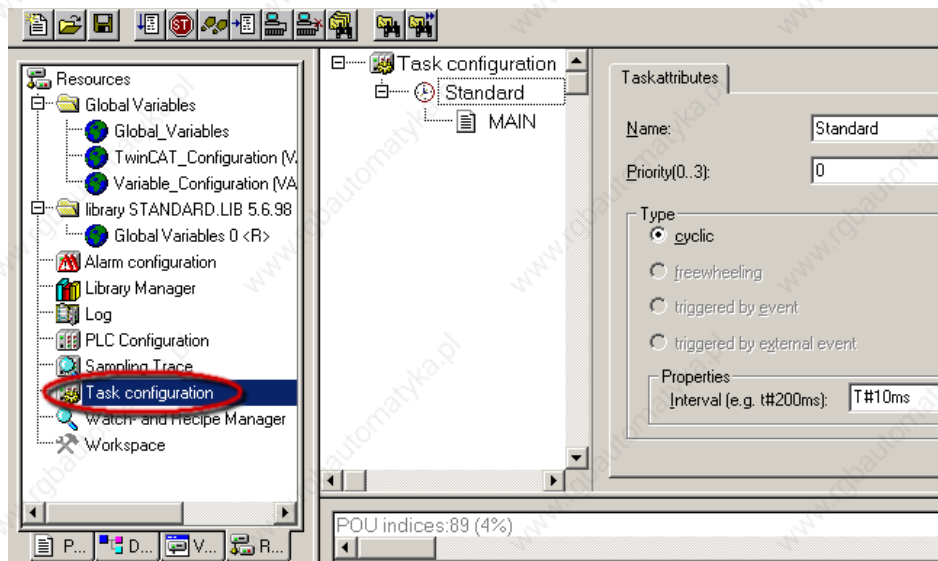 Resources
Global Variables
Global_Variables
TwinCAT_Configuration (V.
Variable_Configuration (VA
library STANDARD.LIB 5.6.98
Global Variables 0 <R>
Alarm configuration
Library Manager
Log
PLC Configuration
Sampling Trace
Task configuration
Watch- and Recipe Manager
Workspace
P...
D...
V...
R...
Task configuration
Standard
MAIN
Taskattributes
Name: Standard
Priority(0..3): 0
Type
cyclic
freewheeling
triggered by event
triggered by external event
Properties
Interval (e.g. t#200ms): T#10ms
POU indices:89 (4%)
www.rgbautomatyka.pl